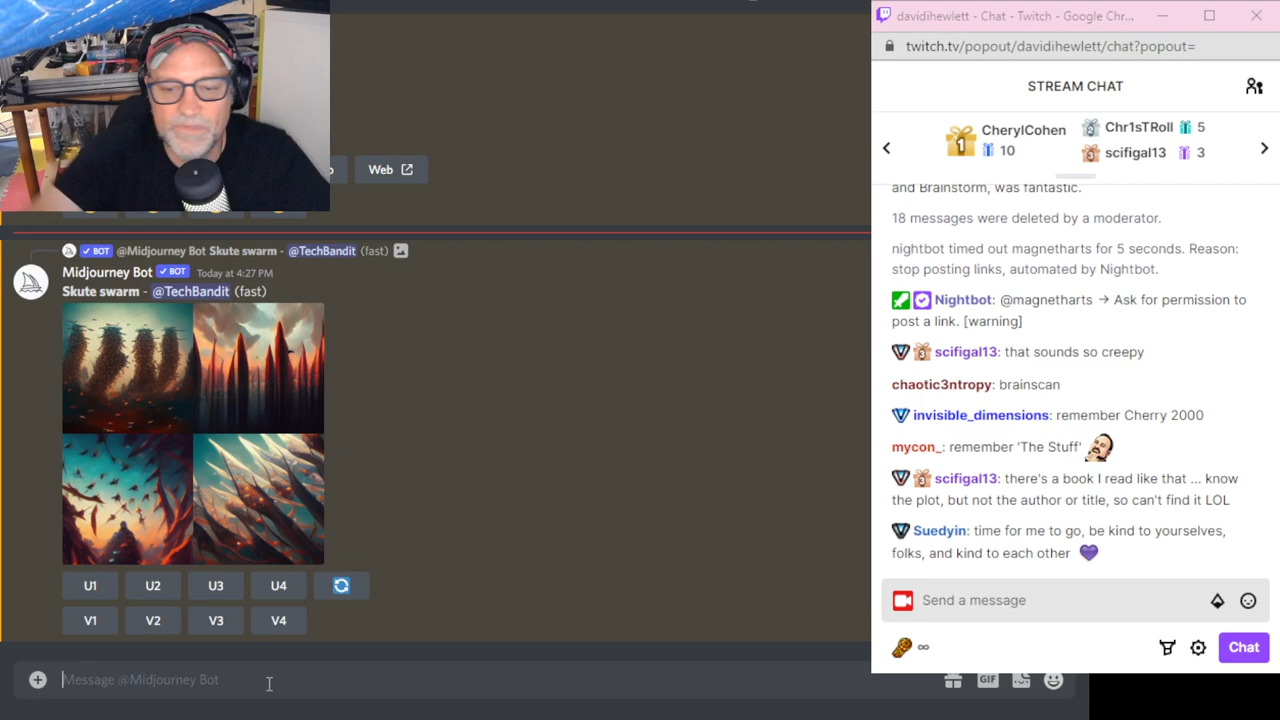 davidihewlett - Chat - Twitch - Google Chr...
twitch.tv/popout/davidihewlett/chat?popout=
STREAM CHAT
1 CherylCohen 10
2 Chr1sTRoll 5
3 scifigal13 3
and Brainstorm, was fantastic.
18 messages were deleted by a moderator.
nightbot timed out magnetharts for 5 seconds. Reason:
stop posting links, automated by Nightbot.
Nightbot: @magnetharts → Ask for permission to
post a link. [warning]
3 scifigal13: that sounds so creepy
chaotic3ntropy: brainscan
invisible_dimensions: remember Cherry 2000
mycon_: remember 'The Stuff'
3 scifigal13: there's a book I read like that ... know
the plot, but not the author or title, so can't find it LOL
Suedyin: time for me to go, be kind to yourselves,
folks, and kind to each other
Send a message
∞
Chat
Web
BOT @Midjourney Bot Skute swarm - @TechBandit (fast)
Midjourney Bot BOT Today at 4:27 PM
Skute swarm - @TechBandit (fast)
U1 U2 U3 U4
V1 V2 V3 V4
Message @Midjourney Bot
GIF